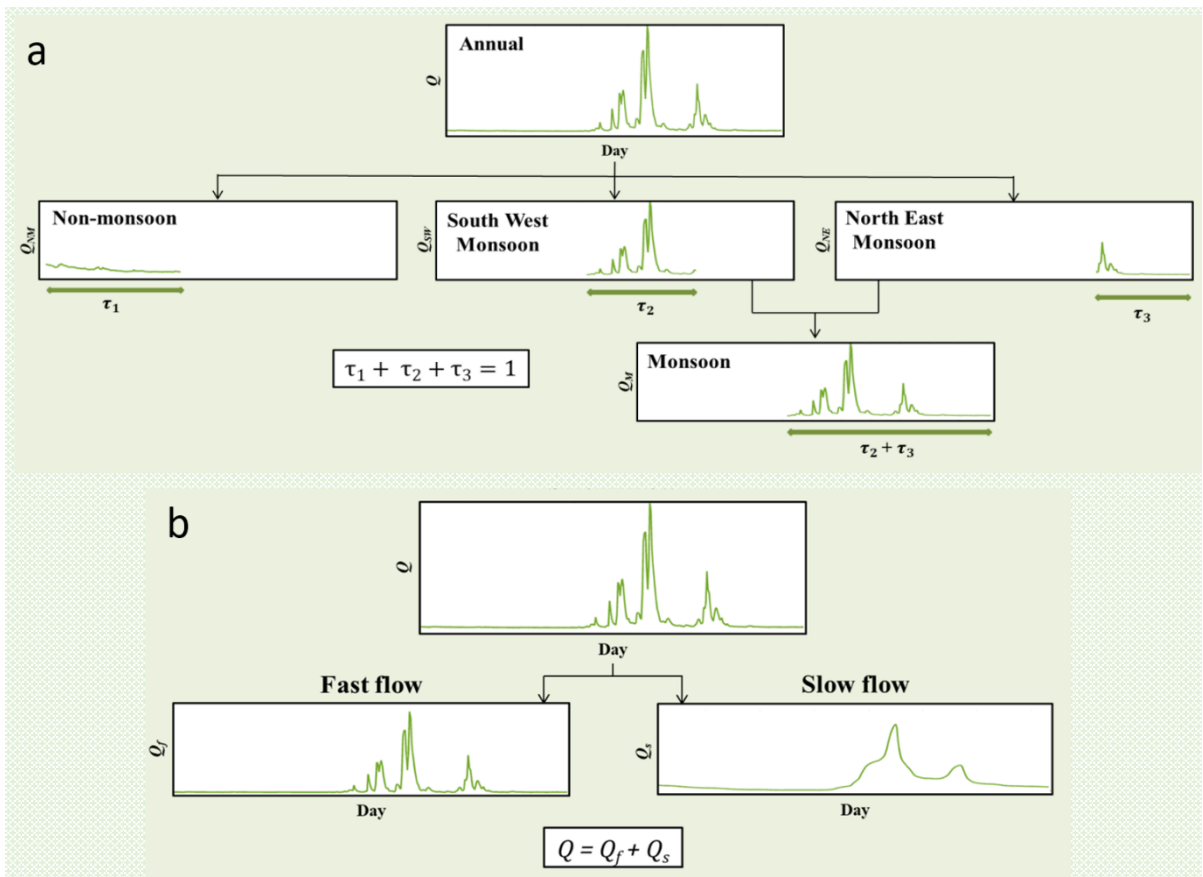 a
Annual
Q
Day
Non-monsoon
Q_NM
τ₁
South West
Monsoon
Q_SW
τ₂
North East
Monsoon
Q_NE
τ₃
τ₁ + τ₂ + τ₃ = 1
Monsoon
Q_M
τ₂ + τ₃
b
Q
Day
Fast flow
Q_f
Day
Slow flow
Q_s
Day
Q = Q_f + Q_s